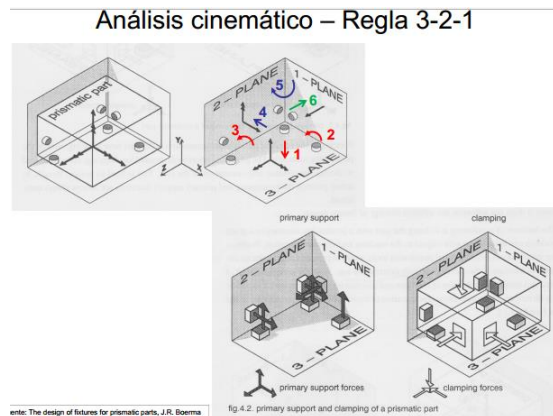 Análisis cinemático – Regla 3-2-1
prismatic part
2 – PLANE
1 – PLANE
3 – PLANE
5
6
4
3
2
1
Y
Z
X
primary support
clamping
2 – PLANE
1 – PLANE
3 – PLANE
2 – PLANE
1 – PLANE
3 – PLANE
primary support forces
clamping forces
fig.4.2. primary support and clamping of a prismatic part
ente: The design of fixtures for prismatic parts, J.R. Boerma